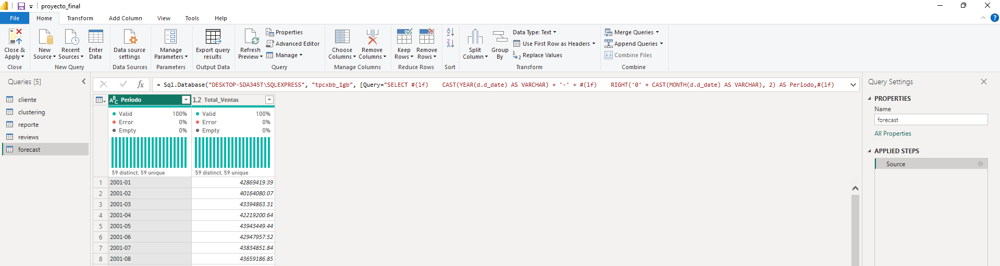 proyecto_final
File Home Transform Add Column View Tools Help
Close & Apply
Close
New Source
Recent Sources
Enter Data
New Query
Data source settings
Data Sources
Manage Parameters
Parameters
Export query results
Output Data
Refresh Preview
Properties
Advanced Editor
Manage
Query
Choose Columns
Remove Columns
Manage Columns
Keep Rows
Remove Rows
Reduce Rows
Sort
Split Column
Group By
Data Type: Text
Use First Row as Headers
Replace Values
Transform
Merge Queries
Append Queries
Combine Files
Combine
Queries [5]
cliente
clustering
reporte
reviews
forecast
= Sql.Database("DESKTOP-SDA345T\SQLEXPRESS", "tpcxbb_1gb", [Query="SELECT #(lf)    CAST(YEAR(d.d_date) AS VARCHAR) + '-' + #(lf)    RIGHT('0' + CAST(MONTH(d.d_date) AS VARCHAR), 2) AS Periodo,#(lf)
Periodo 1.2 Total_Ventas
Valid 100% Valid 100%
Error 0% Error 0%
Empty 0% Empty 0%
59 distinct, 59 unique 59 distinct, 59 unique
1 2001-01 42869419.39
2 2001-02 40164080.07
3 2001-03 43394863.31
4 2001-04 42219200.64
5 2001-05 43943449.44
6 2001-06 42947957.52
7 2001-07 43834851.84
8 2001-08 43659186.85
Query Settings
PROPERTIES
Name
forecast
All Properties
APPLIED STEPS
Source